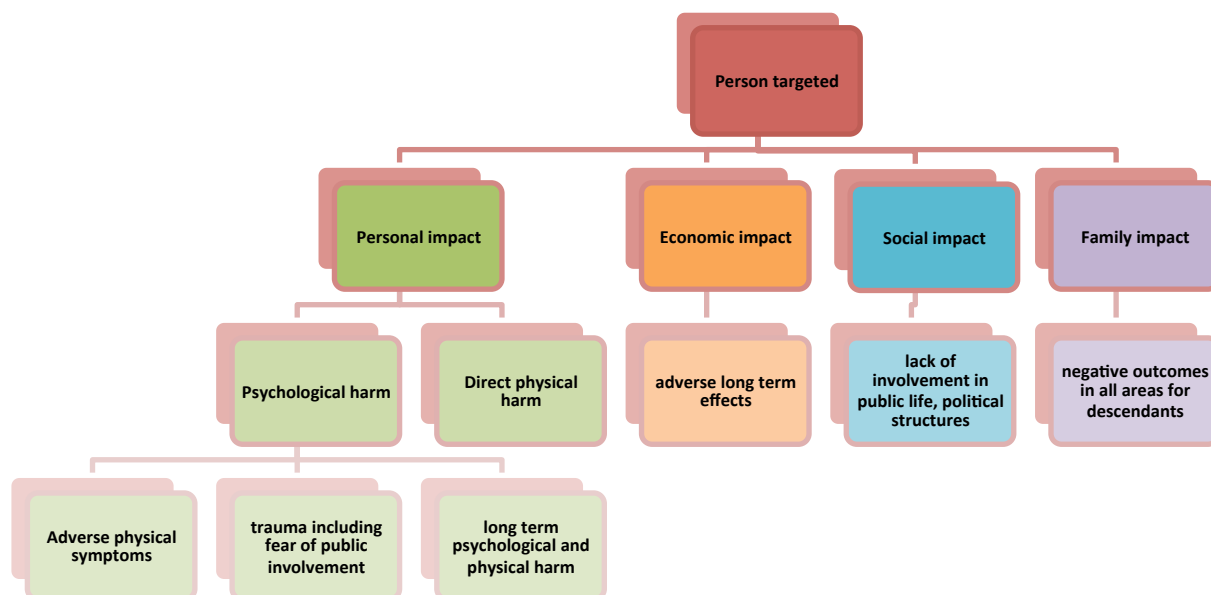 Person targeted
Personal impact
Economic impact
Social impact
Family impact
Psychological harm
Direct physical
harm
adverse long term
effects
lack of
involvement in
public life, political
structures
negative outcomes
in all areas for
descendants
Adverse physical
symptoms
trauma including
fear of public
involvement
long term
psychological and
physical harm